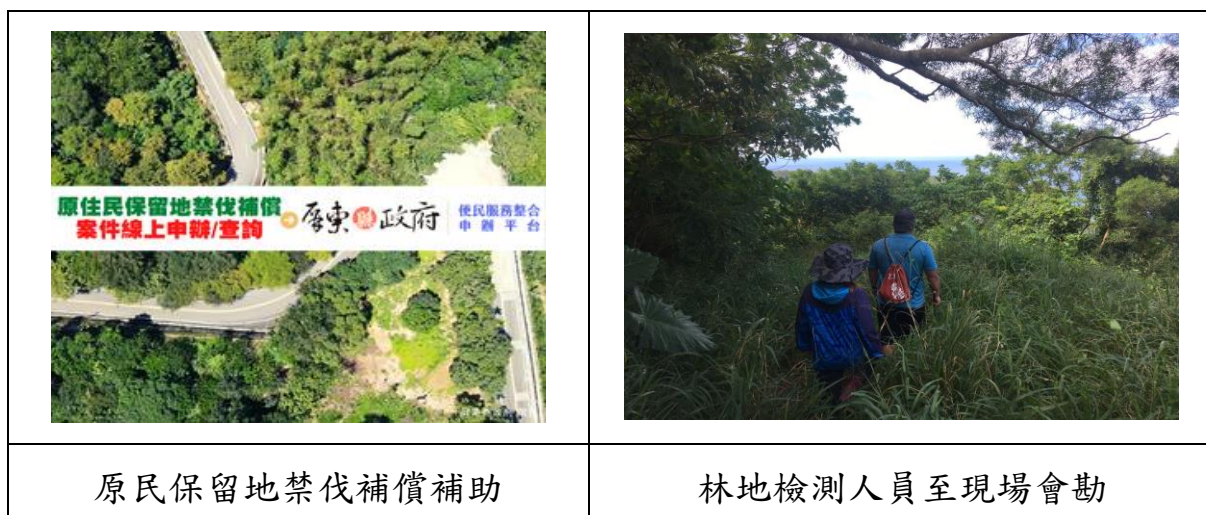 原住民保留地禁伐補償
案件線上申辦/查詢
屏東縣政府
便民服務整合
申辦平台
原民保留地禁伐補償補助
林地檢測人員至現場會勘